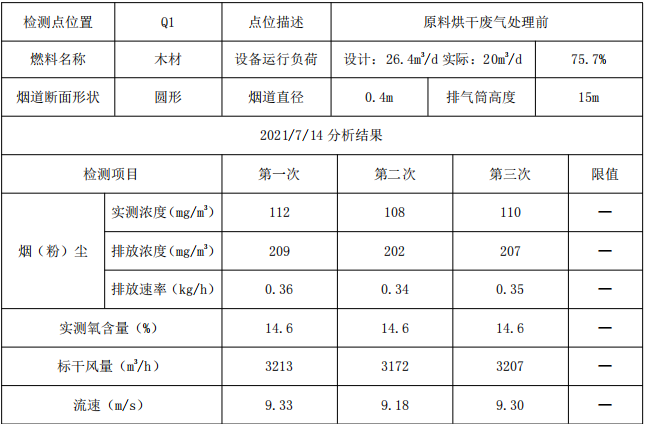 检测点位置 Q1 点位描述 原料烘干废气处理前
燃料名称 木材 设备运行负荷 设计：26.4m³/d 实际：20m³/d 75.7%
烟道断面形状 圆形 烟道直径 0.4m 排气筒高度 15m
2021/7/14 分析结果
检测项目 第一次 第二次 第三次 限值
烟（粉）尘 实测浓度（mg/m³） 112 108 110 —
排放浓度（mg/m³） 209 202 207 —
排放速率（kg/h） 0.36 0.34 0.35 —
实测氧含量（%） 14.6 14.6 14.6 —
标干风量（m³/h） 3213 3172 3207 —
流速（m/s） 9.33 9.18 9.30 —